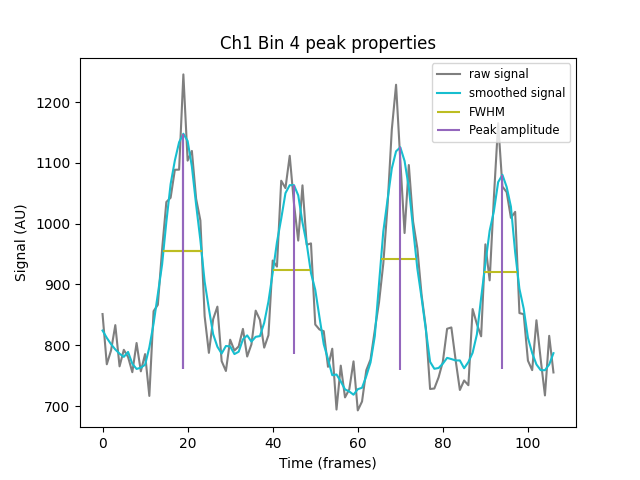 Ch1 Bin 4 peak properties
raw signal
smoothed signal
FWHM
Peak amplitude
1200
1100
1000
900
800
700
Signal (AU)
0 20 40 60 80 100
Time (frames)